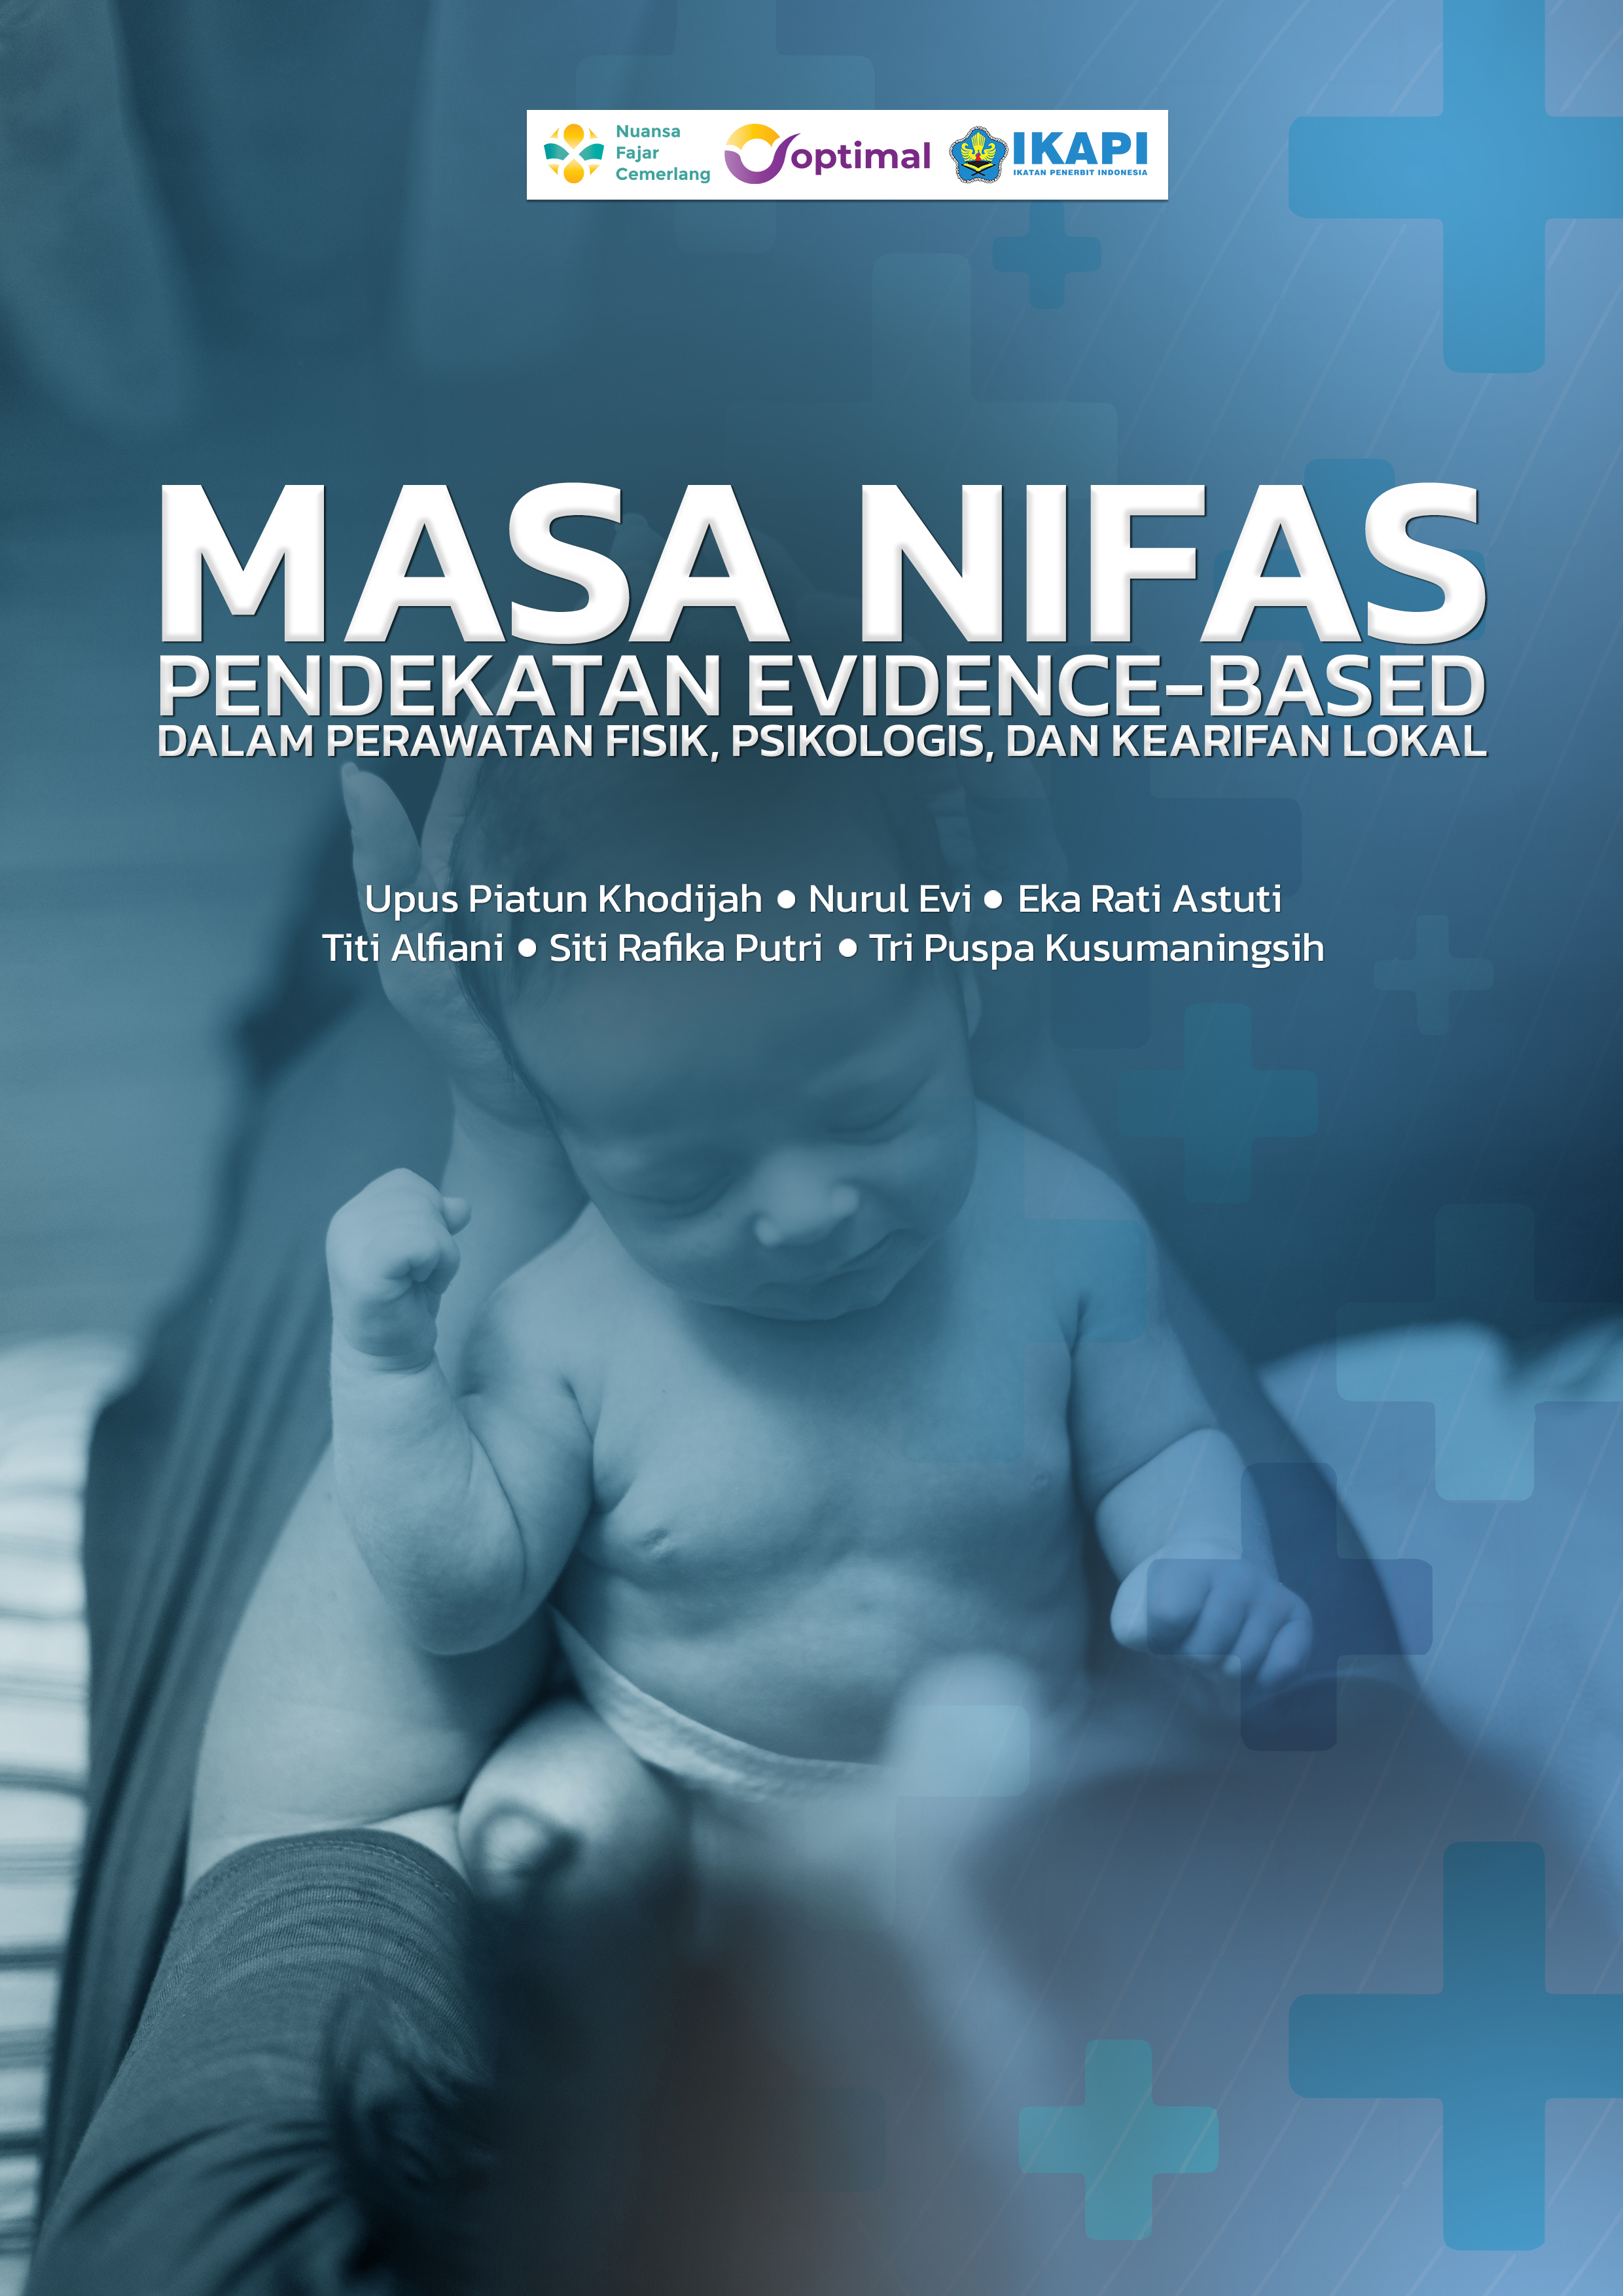 Nuansa
Fajar
Cemerlang
optimal
IKAPI
IKATAN PENERBIT INDONESIA
MASA NIFAS
PENDEKATAN EVIDENCE-BASED
DALAM PERAWATAN FISIK, PSIKOLOGIS, DAN KEARIFAN LOKAL
Upus Piatun Khodijah ● Nurul Evi ● Eka Rati Astuti
Titi Alfiani ● Siti Rafika Putri ● Tri Puspa Kusumaningsih